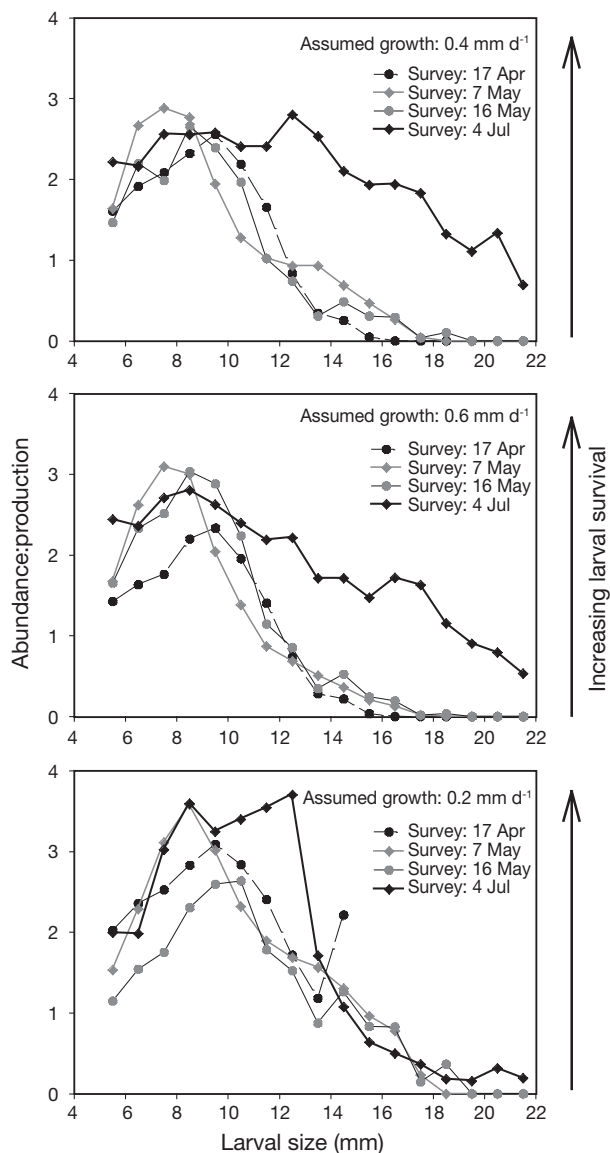 4
3
2
1
0
Assumed growth: 0.4 mm d-1
Survey: 17 Apr
Survey: 7 May
Survey: 16 May
Survey: 4 Jul
4 6 8 10 12 14 16 18 20 22
4
3
2
1
0
Assumed growth: 0.6 mm d-1
Survey: 17 Apr
Survey: 7 May
Survey: 16 May
Survey: 4 Jul
4 6 8 10 12 14 16 18 20 22
Abundance:production
Increasing larval survival
4
3
2
1
0
Assumed growth: 0.2 mm d-1
Survey: 17 Apr
Survey: 7 May
Survey: 16 May
Survey: 4 Jul
4 6 8 10 12 14 16 18 20 22
Larval size (mm)